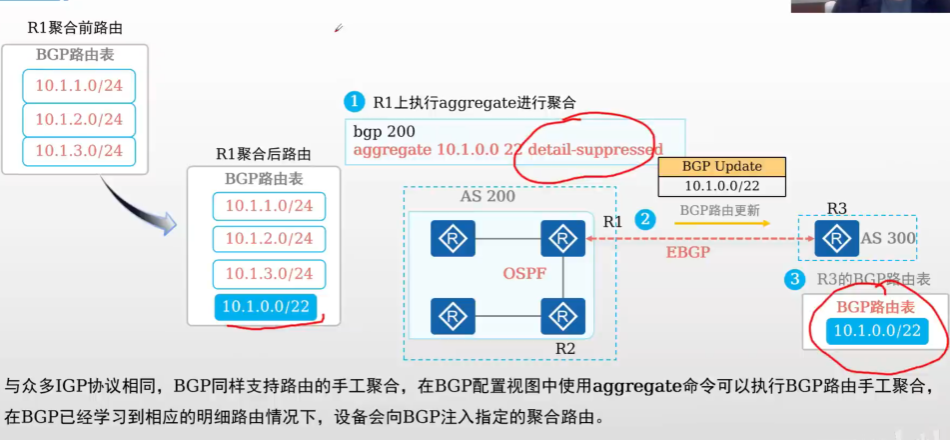 R1聚合前路由
BGP路由表
10.1.1.0/24
10.1.2.0/24
10.1.3.0/24
R1聚合后路由
BGP路由表
10.1.1.0/24
10.1.2.0/24
10.1.3.0/24
10.1.0.0/22
1 R1上执行aggregate进行聚合
bgp 200
aggregate 10.1.0.0 22 detail-suppressed
BGP Update
10.1.0.0/22
AS 200
R1
2 BGP路由更新
R3
R
R
R
AS 300
OSPF
EBGP
R
R
R2
3 R3的BGP路由表
BGP路由表
10.1.0.0/22
与众多IGP协议相同，BGP同样支持路由的手工聚合，在BGP配置视图中使用aggregate命令可以执行BGP路由手工聚合，
在BGP已经学习到相应的明细路由情况下，设备会向BGP注入指定的聚合路由。